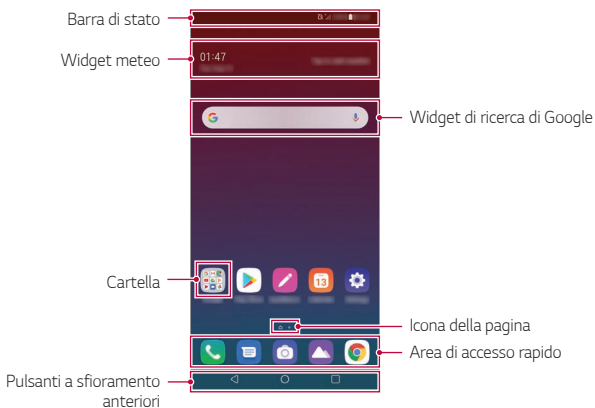 Barra di stato
Widget meteo
01:47
Widget di ricerca di Google
Cartella
13
Icona della pagina
Area di accesso rapido
Pulsanti a sfioramento
anteriori